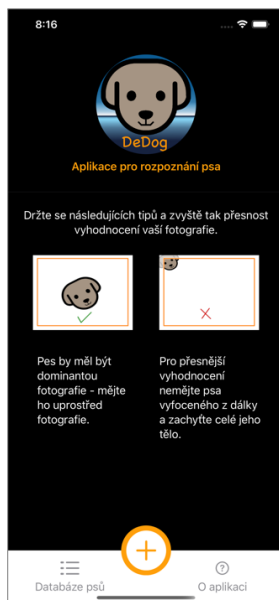 8:16
DeDog
Aplikace pro rozpoznání psa
Držte se následujících tipů a zvyště tak přesnost
vyhodnocení vaší fotografie.
Pes by měl být
dominantou
fotografie - mějte
ho uprostřed
fotografie.
Pro přesnější
vyhodnocení
nemějte psa
vyfoceného z dálky
a zachyťte celé jeho
tělo.
Databáze psů
O aplikaci